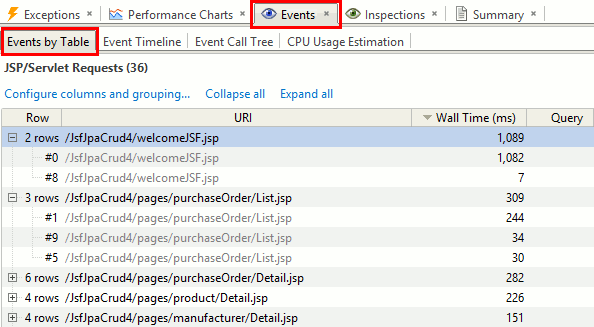 Exceptions × Performance Charts × Events × Inspections × Summary ×
Events by Table Event Timeline Event Call Tree CPU Usage Estimation
JSP/Servlet Requests (36)
Configure columns and grouping... Collapse all Expand all
Row URI Wall Time (ms) Query
2 rows /JsfJpaCrud4/welcomeJSF.jsp 1,089
#0 /JsfJpaCrud4/welcomeJSF.jsp 1,082
#8 /JsfJpaCrud4/welcomeJSF.jsp 7
3 rows /JsfJpaCrud4/pages/purchaseOrder/List.jsp 309
#1 /JsfJpaCrud4/pages/purchaseOrder/List.jsp 244
#9 /JsfJpaCrud4/pages/purchaseOrder/List.jsp 34
#5 /JsfJpaCrud4/pages/purchaseOrder/List.jsp 30
6 rows /JsfJpaCrud4/pages/purchaseOrder/Detail.jsp 282
4 rows /JsfJpaCrud4/pages/product/Detail.jsp 226
4 rows /JsfJpaCrud4/pages/manufacturer/Detail.jsp 151